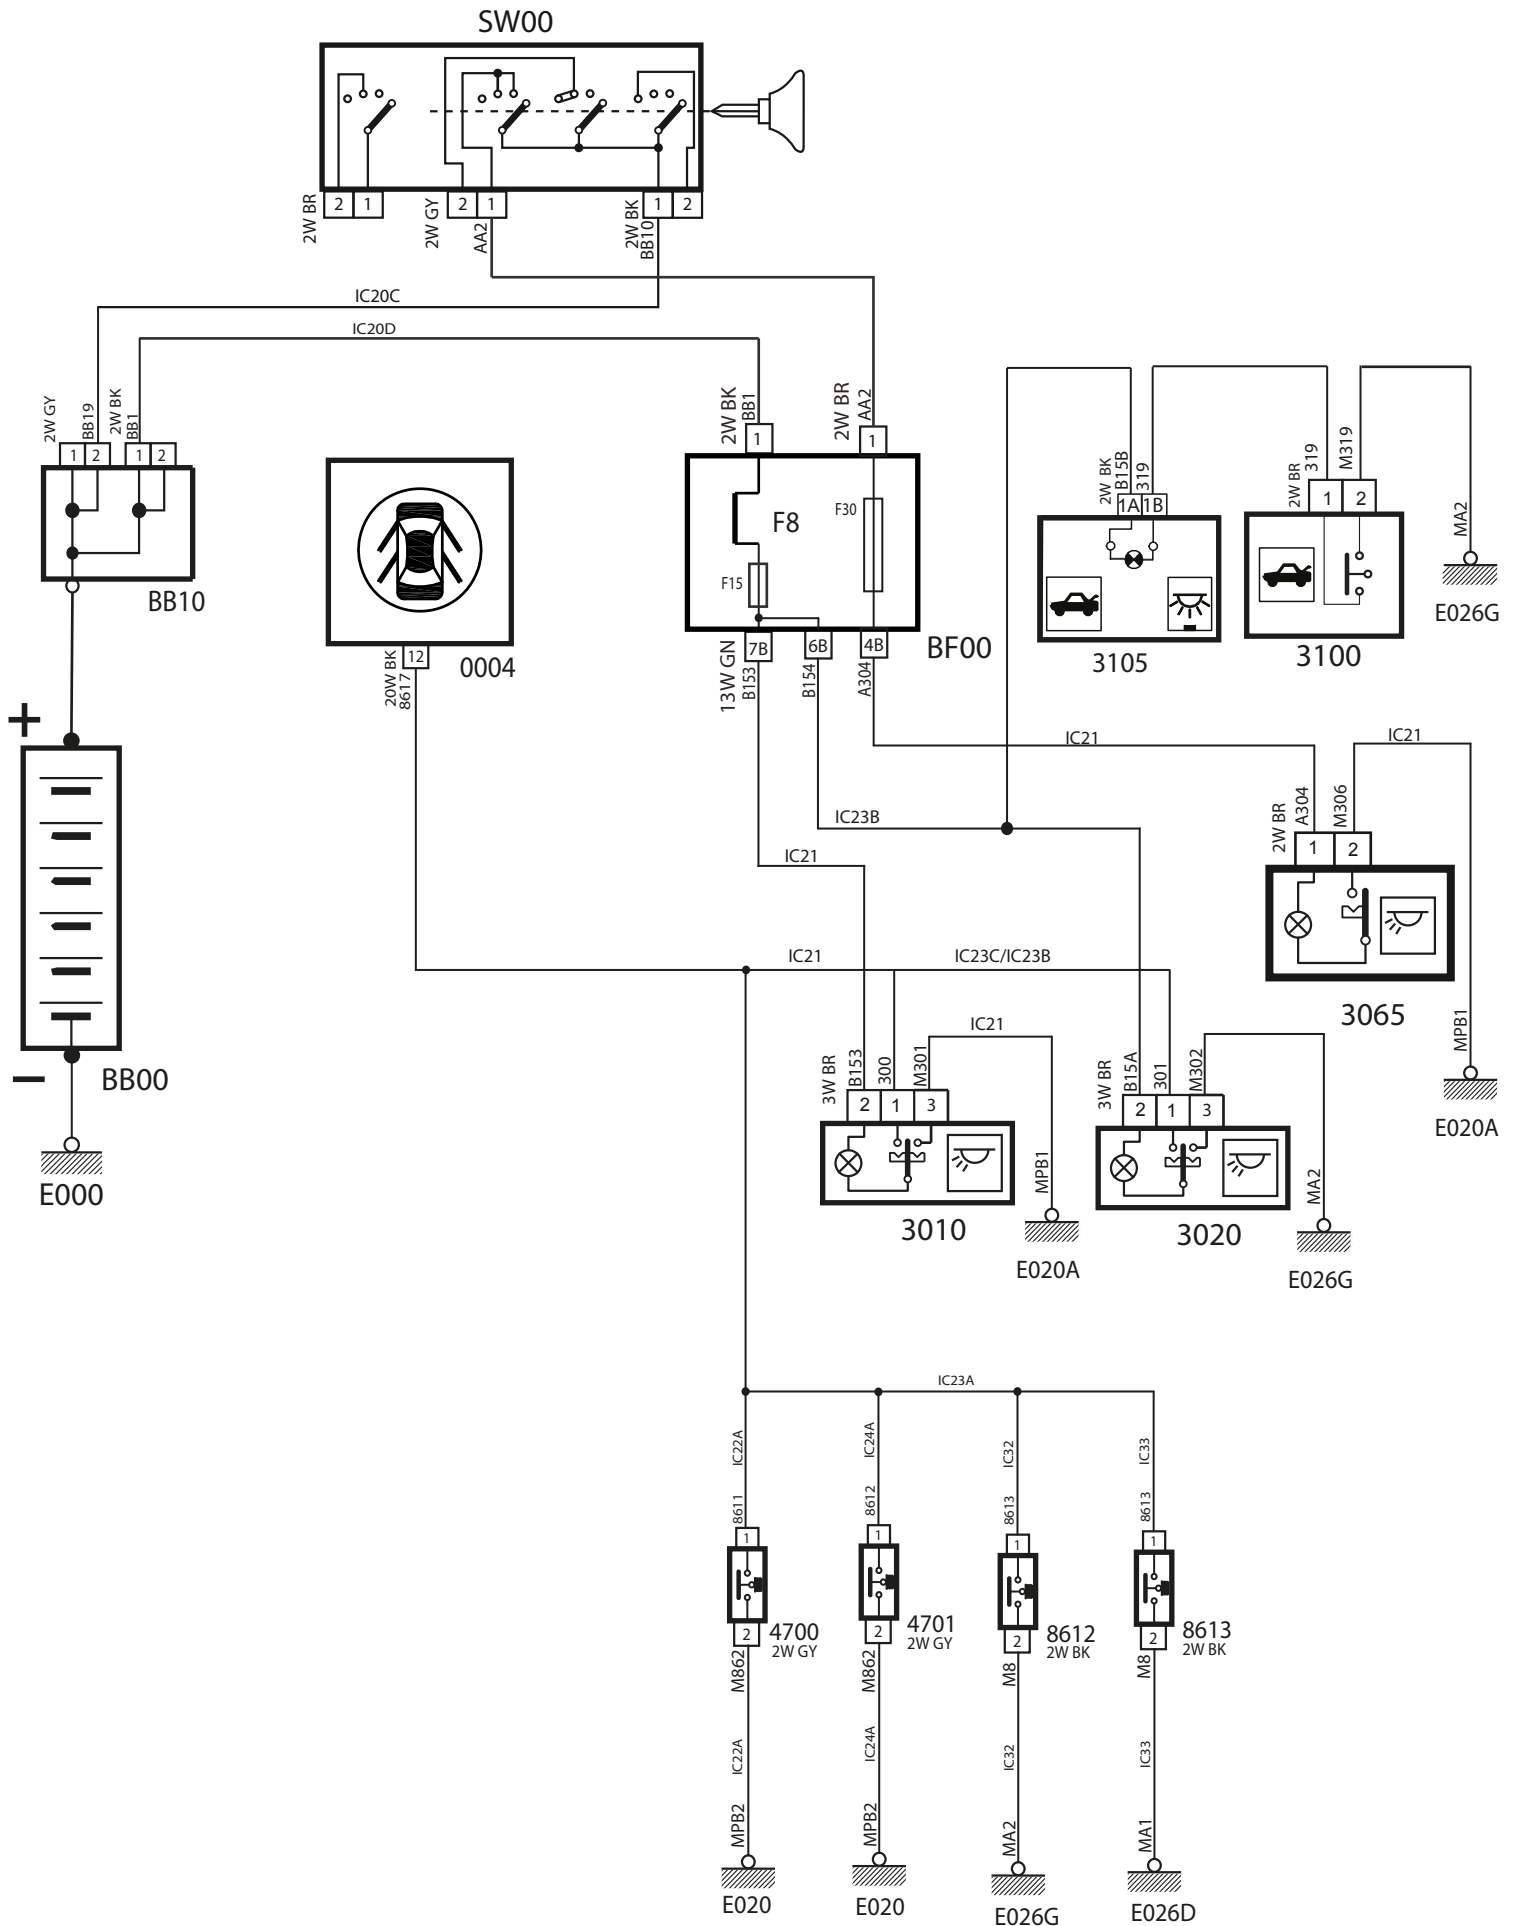 SW00
2W BR
2
1
2W GY
2
1
AA2
2W BK
BB10
1
2
IC20C
IC20D
2W GY
BB19
2W BK
BB1
1
2
1
2
BB10
20W BK
8617
12
0004
2W BK
BB1
1
2W BR
AA2
1
F8
F15
F30
13W GN
B153
7B
B154
6B
A304
4B
BF00
2W BK
B15B
319
1A
1B
3105
2W BR
319
M319
1
2
3100
MA2
E026G
+
BB00
−
E000
IC21
IC21
IC23B
IC21
2W BR
A304
M306
1
2
3065
MPB1
E020A
IC21
IC23C/IC23B
IC21
3W BR
B153
300
M301
2
1
3
3010
MPB1
E020A
3W BR
B15A
301
M302
2
1
3
3020
MA2
E026G
IC23A
IC22A
IC24A
IC32
IC33
8611
8612
8613
8613
1
1
1
1
2
2
2
2
4700
2W GY
4701
2W GY
8612
2W BK
8613
2W BK
M862
M862
M8
M8
IC22A
IC24A
IC32
IC33
MPB2
MPB2
MA2
MA1
E020
E020
E026G
E026D